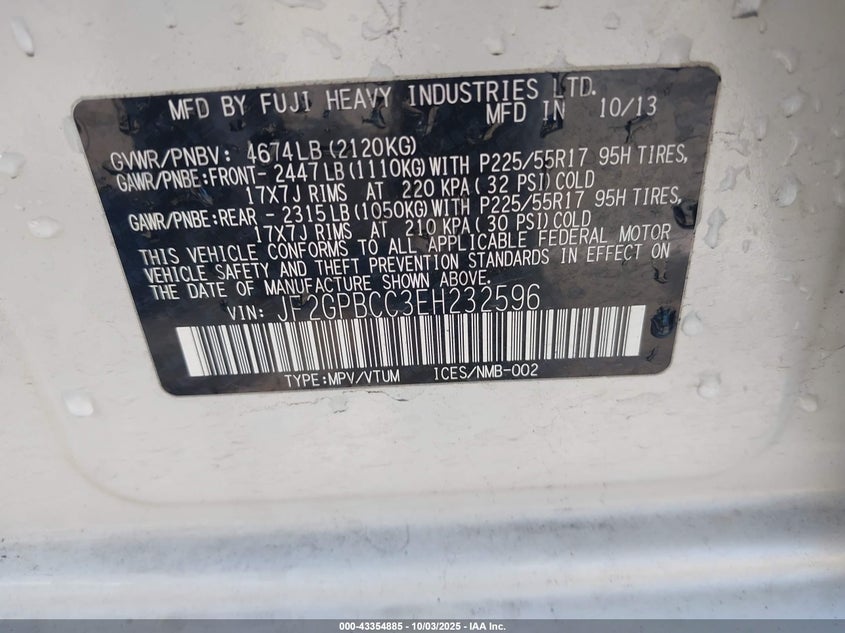 MFD BY FUJI HEAVY INDUSTRIES LTD.
MFD IN 10/13
GVWR/PNBV: 4674LB(2120KG)
GAWR/PNBE:FRONT-2447LB(1110KG)WITH P225/55R17 95H TIRES,
17X7J RIMS AT 220 KPA(32 PSI)COLD
GAWR/PNBE:REAR -2315LB(1050KG)WITH P225/55R17 95H TIRES,
17X7J RIMS AT 210 KPA(30 PSI)COLD
THIS VEHICLE CONFORMS TO ALL APPLICABLE FEDERAL MOTOR
VEHICLE SAFETY AND THEFT PREVENTION STANDARDS IN EFFECT ON
THE DATE OF MANUFACTURE SHOWN ABOVE.
VIN: JF2GPBCC3EH232596
TYPE:MPV/VTUM ICES/NMB-002
000-43354885 - 10/03/2025 - IAA Inc.